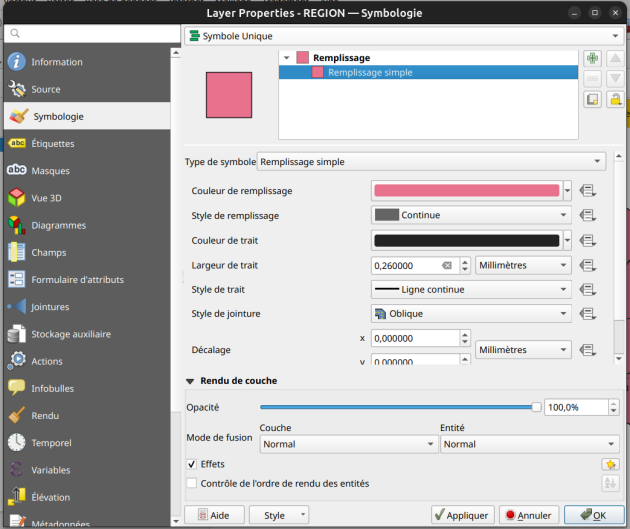 Layer Properties - REGION — Symbologie
Symbole Unique
Information
Source
Symbologie
abc Étiquettes
abc Masques
Vue 3D
Diagrammes
Champs
Formulaire d'attributs
Jointures
Stockage auxiliaire
Actions
Infobulles
Rendu
Temporel
Variables
Élévation
Métadonnées
Remplissage
Remplissage simple
Type de symbole Remplissage simple
Couleur de remplissage
Style de remplissage Continue
Couleur de trait
Largeur de trait 0,260000 Millimètres
Style de trait Ligne continue
Style de jointure Oblique
Décalage x 0,000000 Millimètres
y 0,000000
Rendu de couche
Opacité 100,0%
Couche Entité
Mode de fusion Normal Normal
Effets
Contrôle de l'ordre de rendu des entités
Aide Style Appliquer Annuler OK